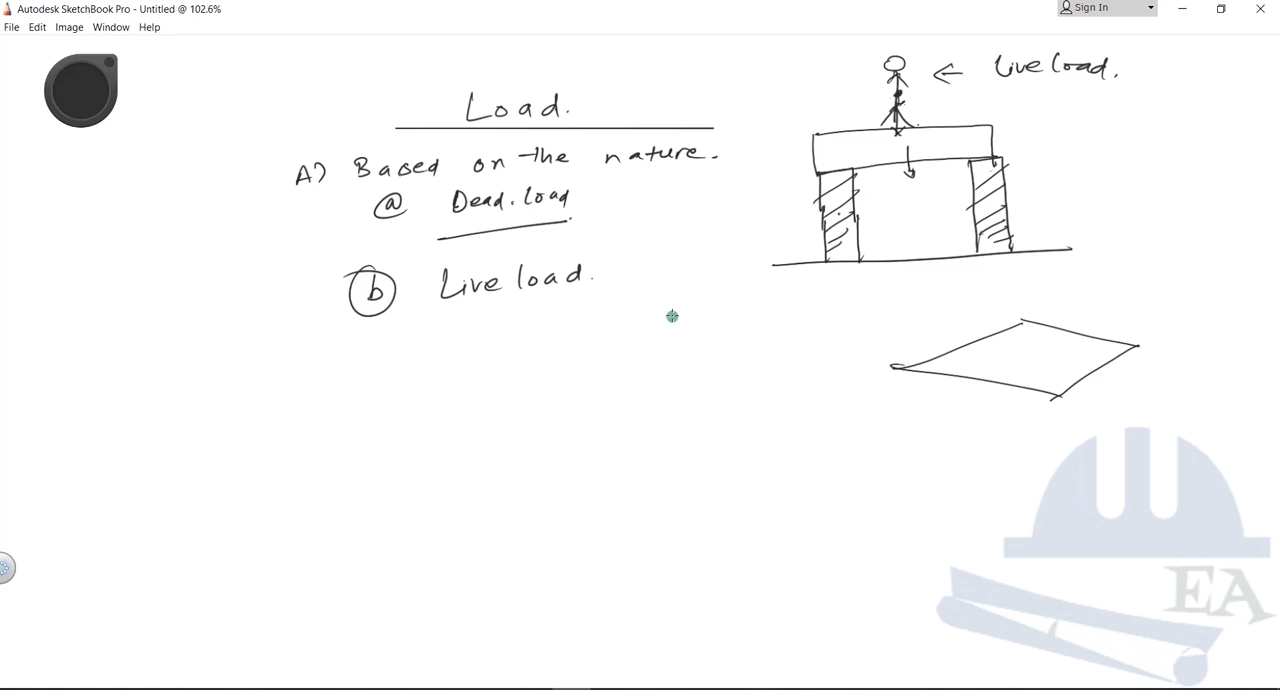 Autodesk SketchBook Pro - Untitled @ 102.6%
Sign In
File Edit Image Window Help
← Live load.
Load.
A) Based on the nature.
@ Dead. Load
b Live load.
EA